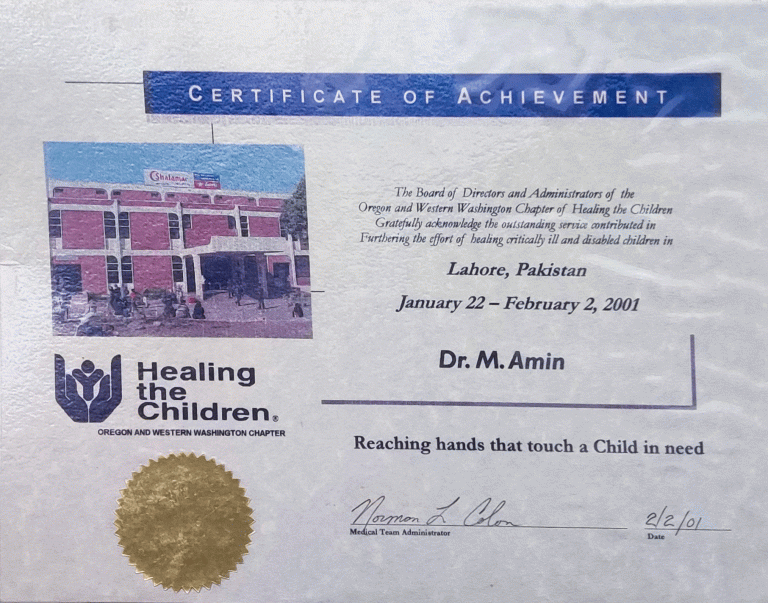 CERTIFICATE OF ACHIEVEMENT
Shalamar
The Board of Directors and Administrators of the
Oregon and Western Washington Chapter of Healing the Children
Gratefully acknowledge the outstanding service contributed in
Furthering the effort of healing critically ill and disabled children in
Lahore, Pakistan
January 22 – February 2, 2001
Dr. M. Amin
Healing
the
Children®
OREGON AND WESTERN WASHINGTON CHAPTER
Reaching hands that touch a Child in need
Norman L Colon
2/2/01
Medical Team Administrator
Date